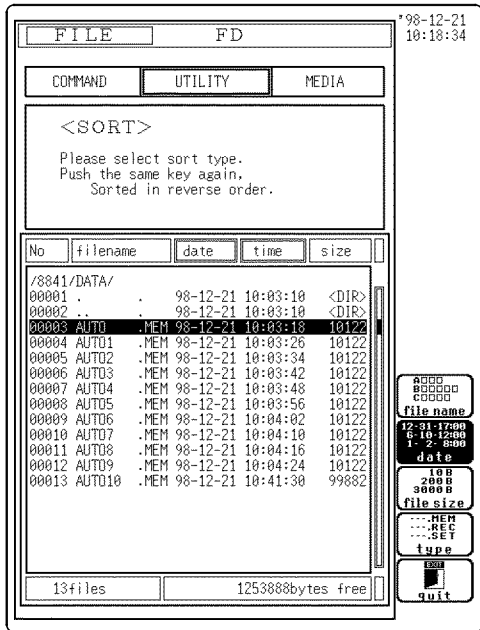 '98-12-21
10:18:34
FILE FD
COMMAND UTILITY MEDIA
<SORT>
Please select sort type.
Push the same key again,
Sorted in reverse order.
No filename date time size
/8841/DATA/
00001 . . 98-12-21 10:03:10 <DIR>
00002 .. . 98-12-21 10:03:10 <DIR>
00003 AUTO .MEM 98-12-21 10:03:18 10122
00004 AUTO1 .MEM 98-12-21 10:03:26 10122
00005 AUTO2 .MEM 98-12-21 10:03:34 10122
00006 AUTO3 .MEM 98-12-21 10:03:42 10122
00007 AUTO4 .MEM 98-12-21 10:03:48 10122
00008 AUTO5 .MEM 98-12-21 10:03:56 10122
00009 AUTO6 .MEM 98-12-21 10:04:02 10122
00010 AUTO7 .MEM 98-12-21 10:04:10 10122
00011 AUTO8 .MEM 98-12-21 10:04:16 10122
00012 AUTO9 .MEM 98-12-21 10:04:24 10122
00013 AUTO10 .MEM 98-12-21 10:41:30 99882
13files 1253888bytes free
A□□□
B□□□□□
C□□□□
file name
12-31-17:00
6-10-12:00
1- 2- 8:00
date
10B
200B
3000B
file size
---.MEM
---.REC
---.SET
type
EXIT
quit